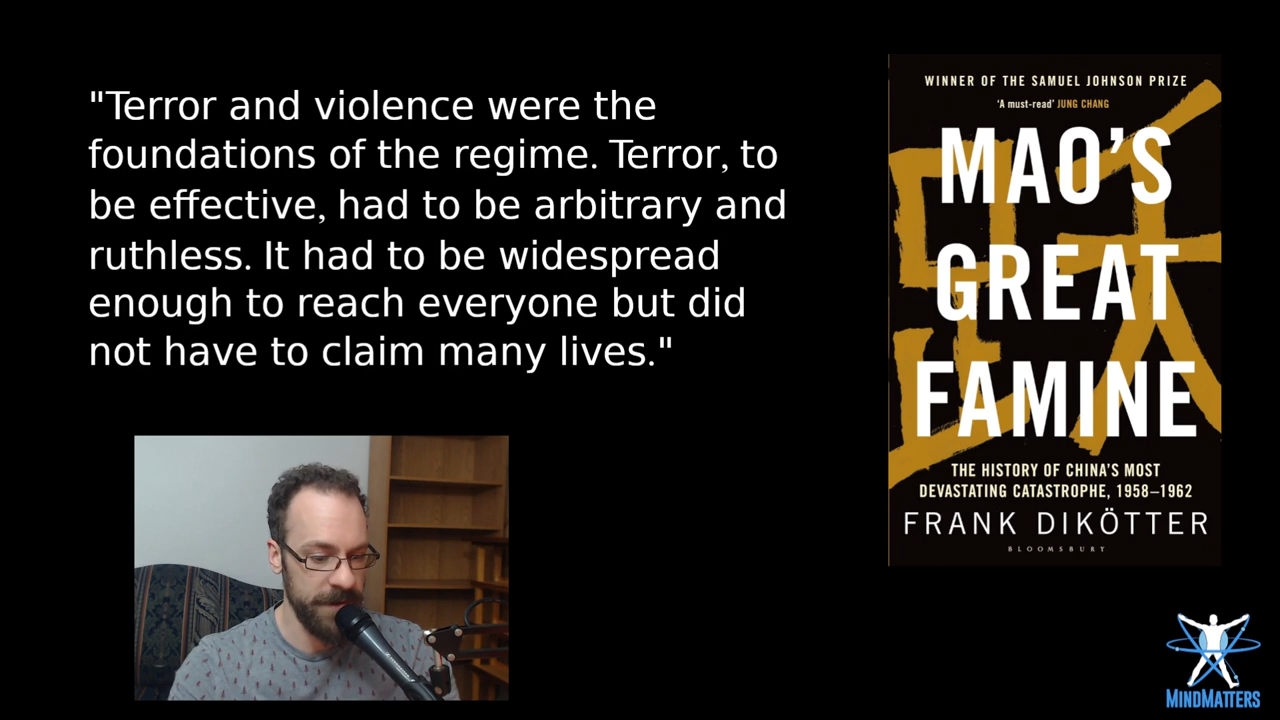 "Terror and violence were the
foundations of the regime. Terror, to
be effective, had to be arbitrary and
ruthless. It had to be widespread
enough to reach everyone but did
not have to claim many lives."
WINNER OF THE SAMUEL JOHNSON PRIZE
'A must-read' JUNG CHANG
MAO'S
GREAT
FAMINE
THE HISTORY OF CHINA'S MOST
DEVASTATING CATASTROPHE, 1958–1962
FRANK DIKÖTTER
BLOOMSBURY
MINDMATTERS